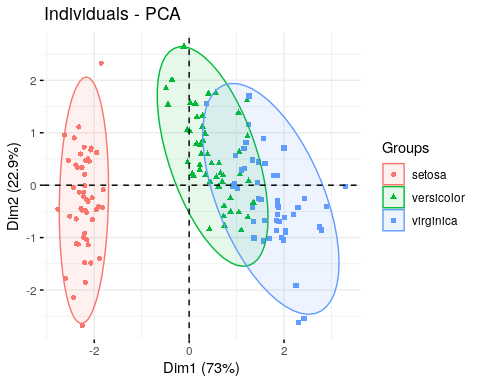 Individuals - PCA
Dim2 (22.9%)
2
1
0
-1
-2
-2
0
2
Dim1 (73%)
Groups
setosa
versicolor
virginica